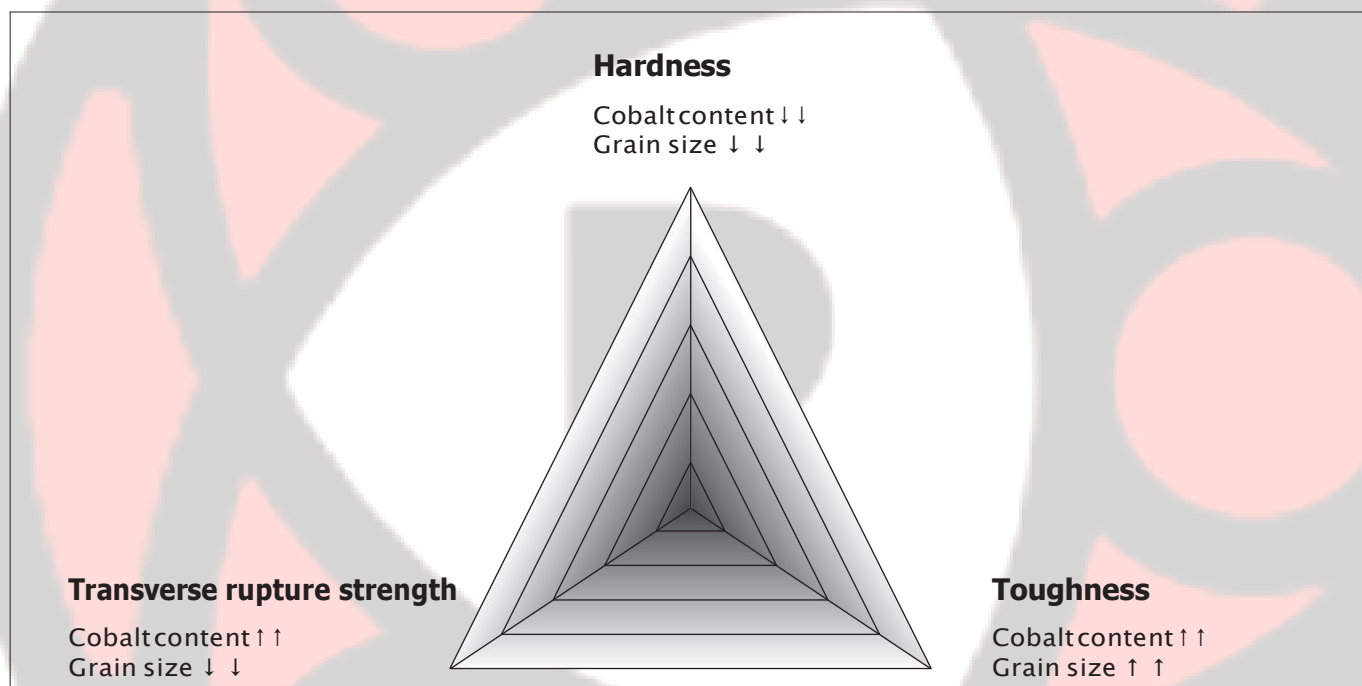 Hardness
Cobalt content ↓ ↓
Grain size ↓ ↓
Transverse rupture strength
Cobalt content ↑ ↑
Grain size ↓ ↓
Toughness
Cobalt content ↑ ↑
Grain size ↑ ↑